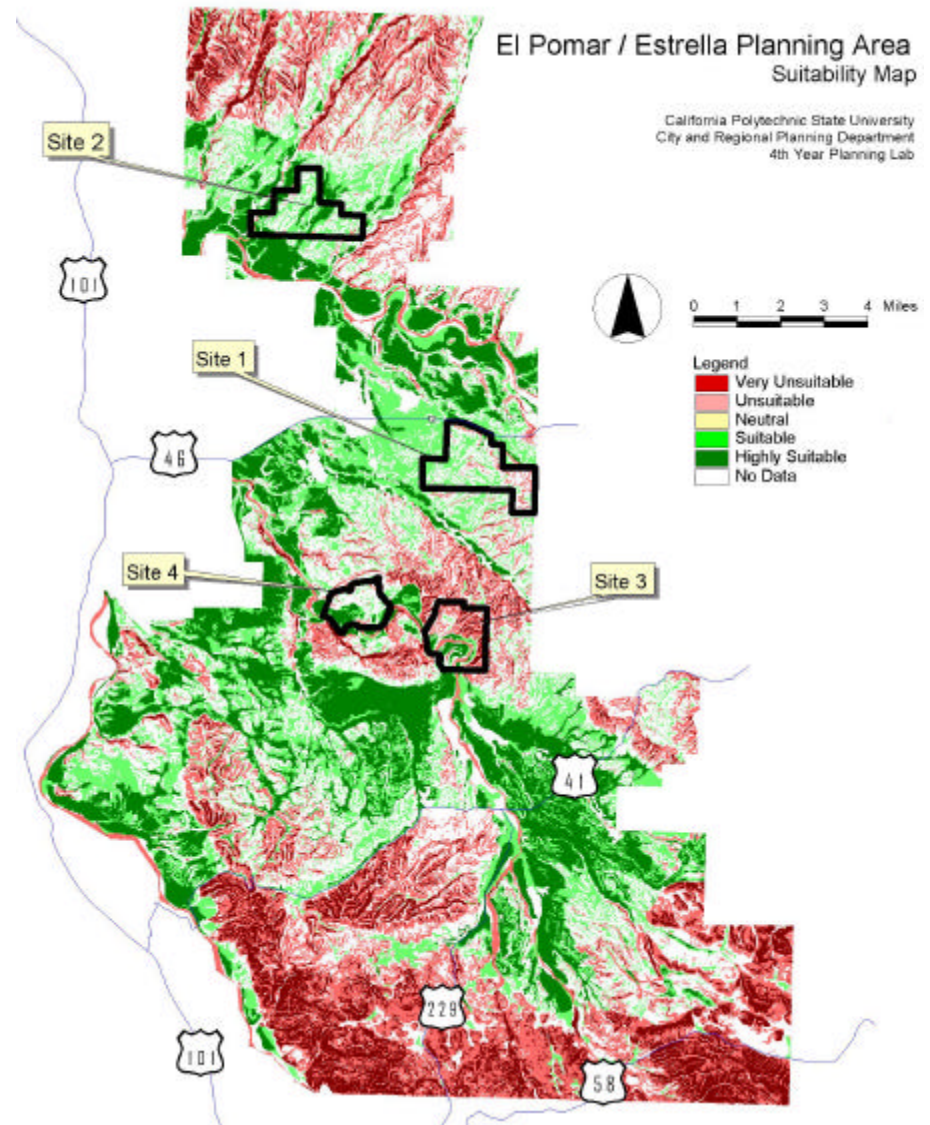 El Pomar / Estrella Planning Area
Suitability Map
California Polytechnic State University
City and Regional Planning Department
4th Year Planning Lab
Site 2
101
0 1 2 3 4 Miles
Site 1
Legend
Very Unsuitable
Unsuitable
Neutral
Suitable
Highly Suitable
No Data
46
Site 4
Site 3
41
229
101
58